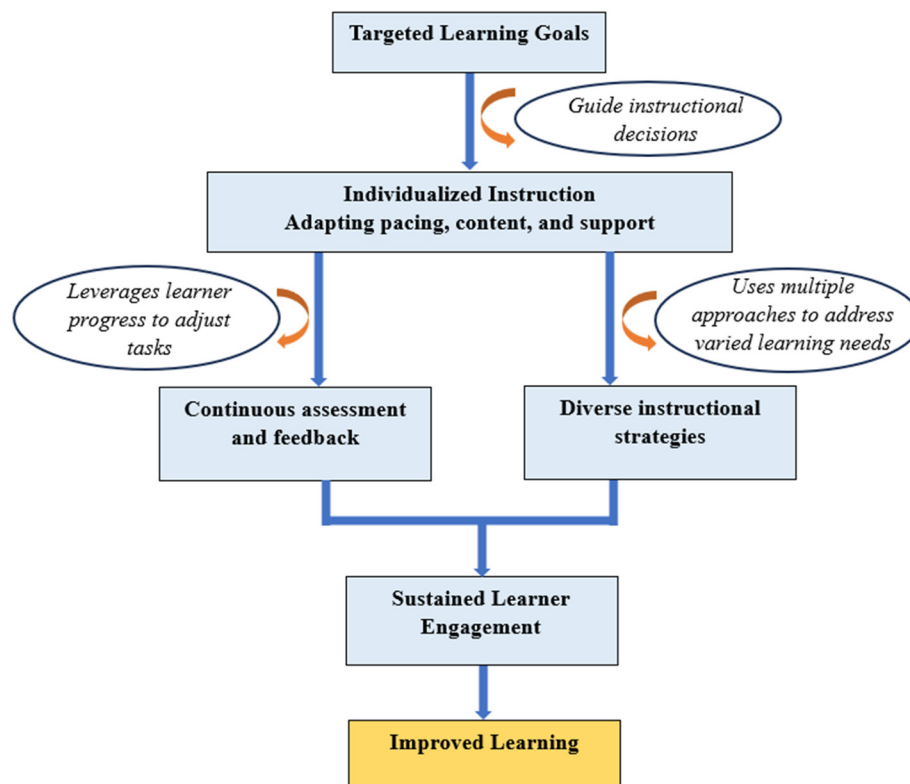 Targeted Learning Goals
Guide instructional
decisions
Individualized Instruction
Adapting pacing, content, and support
Leverages learner
progress to adjust
tasks
Uses multiple
approaches to address
varied learning needs
Continuous assessment
and feedback
Diverse instructional
strategies
Sustained Learner
Engagement
Improved Learning